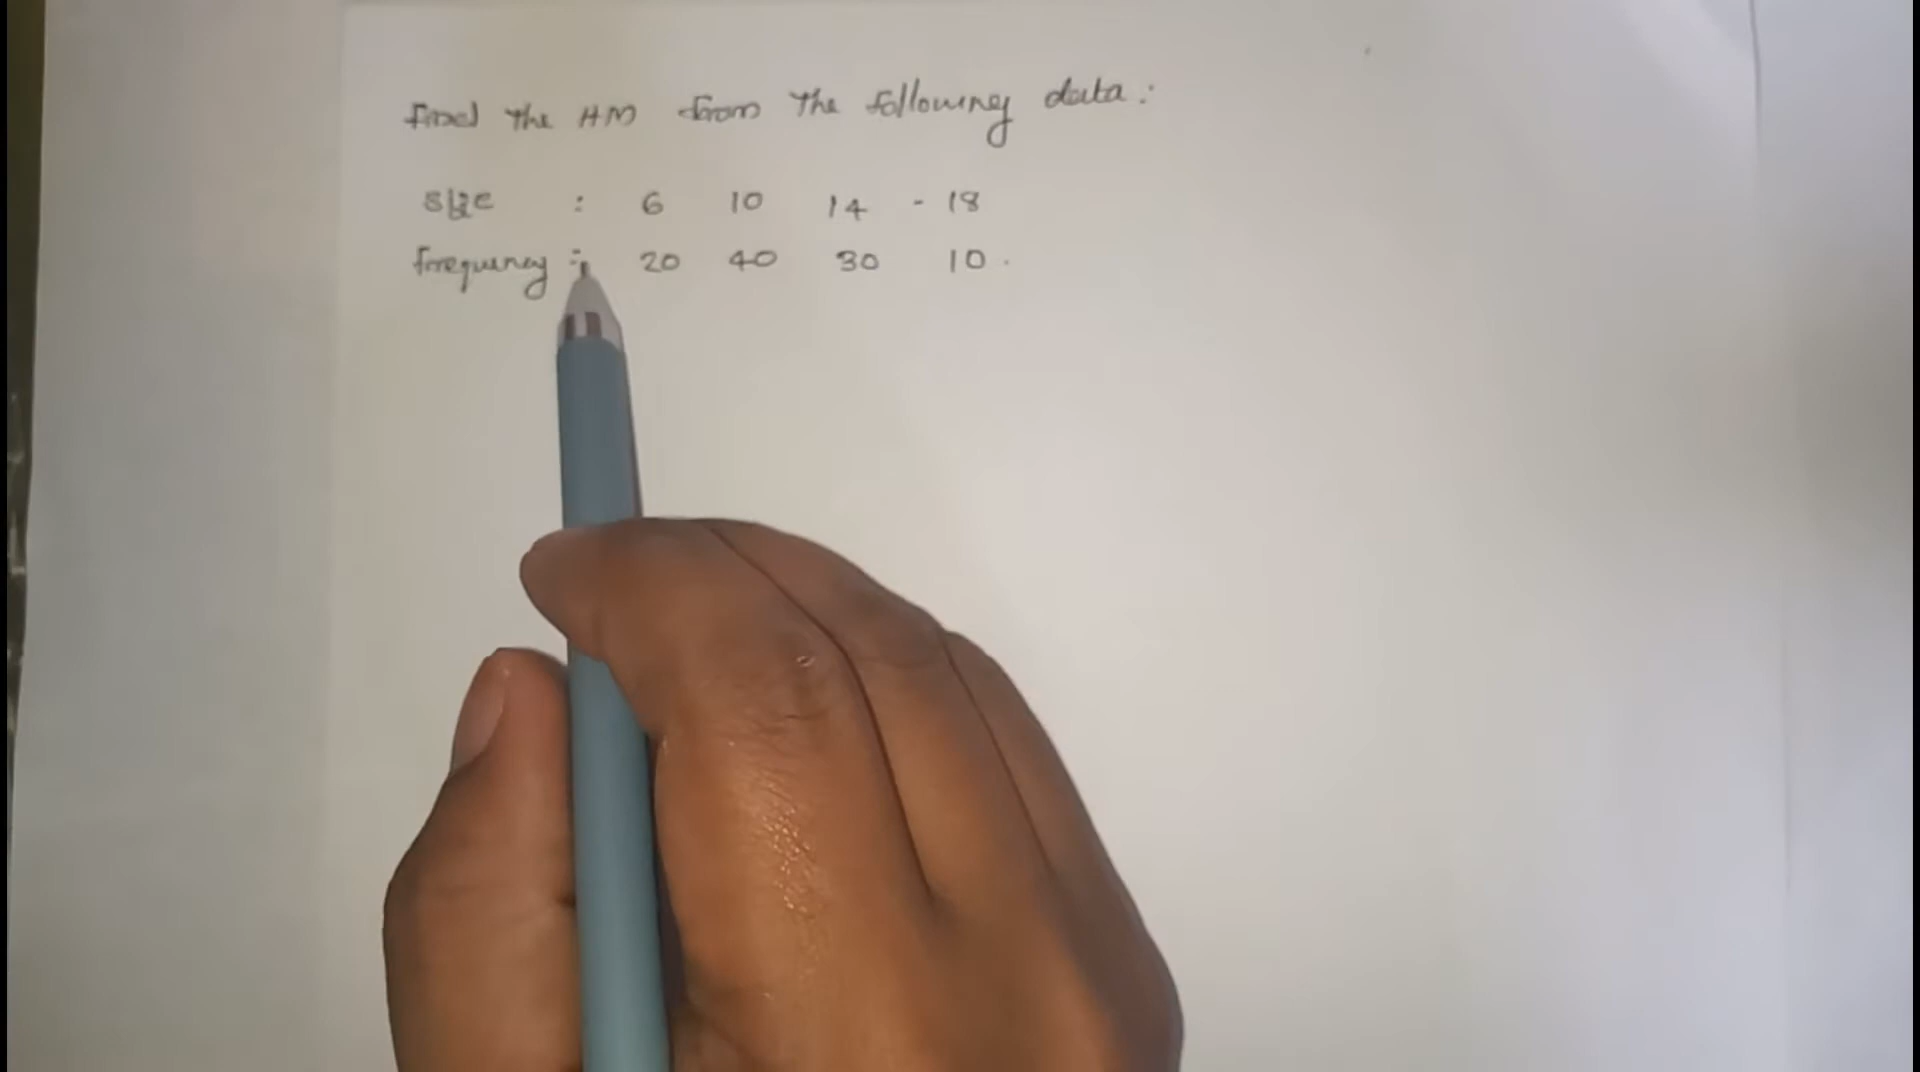 Find the HM from the following data:
Size : 6 10 14 - 18
frequency : 20 40 30 10.